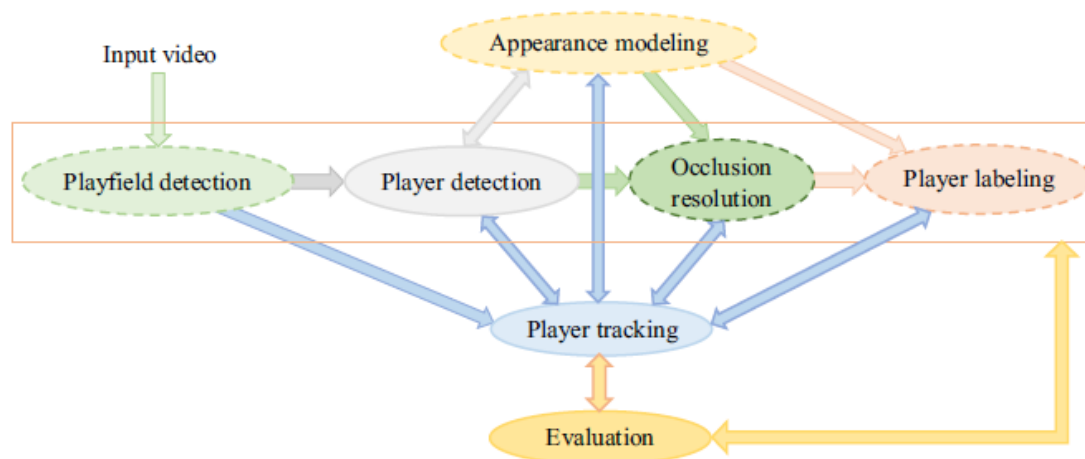 Appearance modeling
Input video
Playfield detection
Player detection
Occlusion
resolution
Player labeling
Player tracking
Evaluation